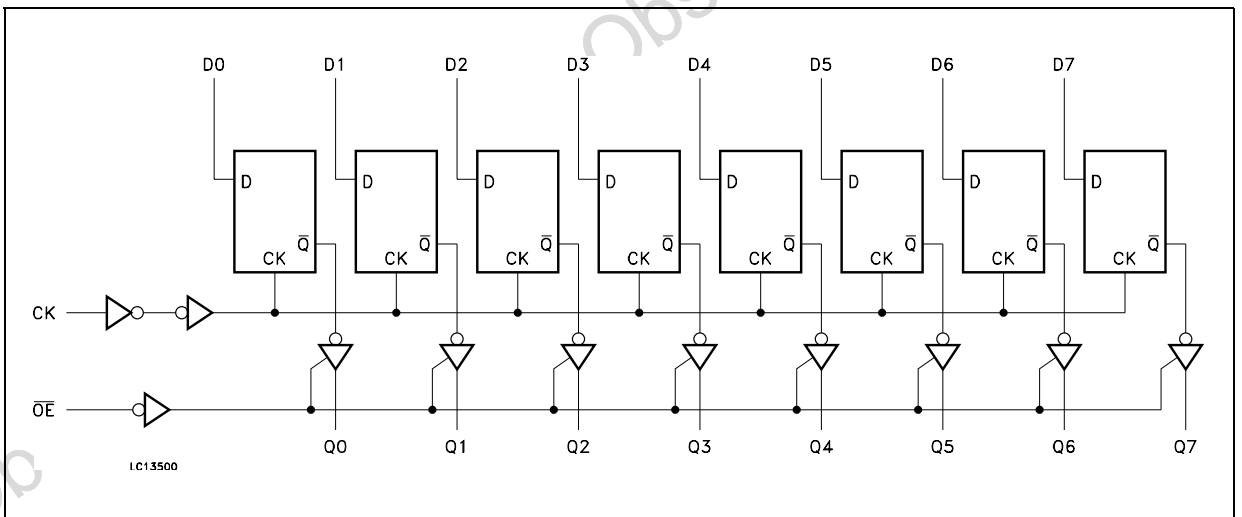 Obs
D0 D1 D2 D3 D4 D5 D6 D7
D D D D D D D D
Q̅ Q̅ Q̅ Q̅ Q̅ Q̅ Q̅ Q̅
CK CK CK CK CK CK CK CK
CK
O̅E̅
Q0 Q1 Q2 Q3 Q4 Q5 Q6 Q7
LC13500